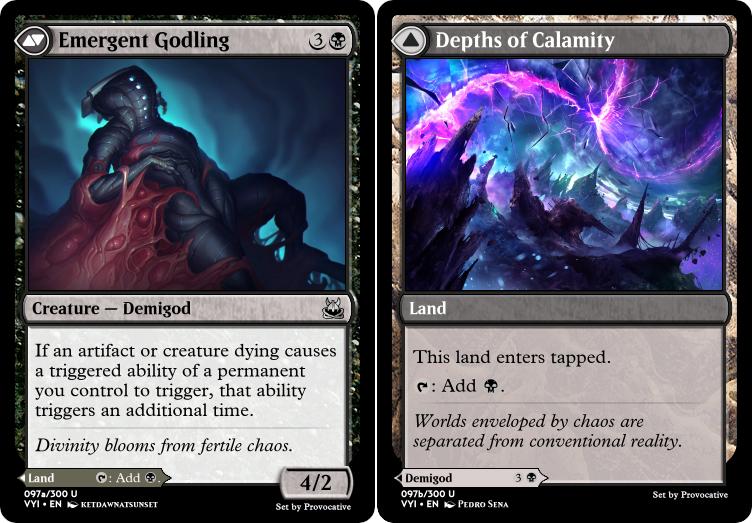 Emergent Godling 3
Creature — Demigod
If an artifact or creature dying causes
a triggered ability of a permanent
you control to trigger, that ability
triggers an additional time.
Divinity blooms from fertile chaos.
Land : Add .
4/2
097a/300 U
VYI • EN KETDAWNATSUNSET
Set by Provocative
Depths of Calamity
Land
This land enters tapped.
: Add .
Worlds enveloped by chaos are
separated from conventional reality.
Demigod 3
097b/300 U
VYI • EN PEDRO SENA
Set by Provocative